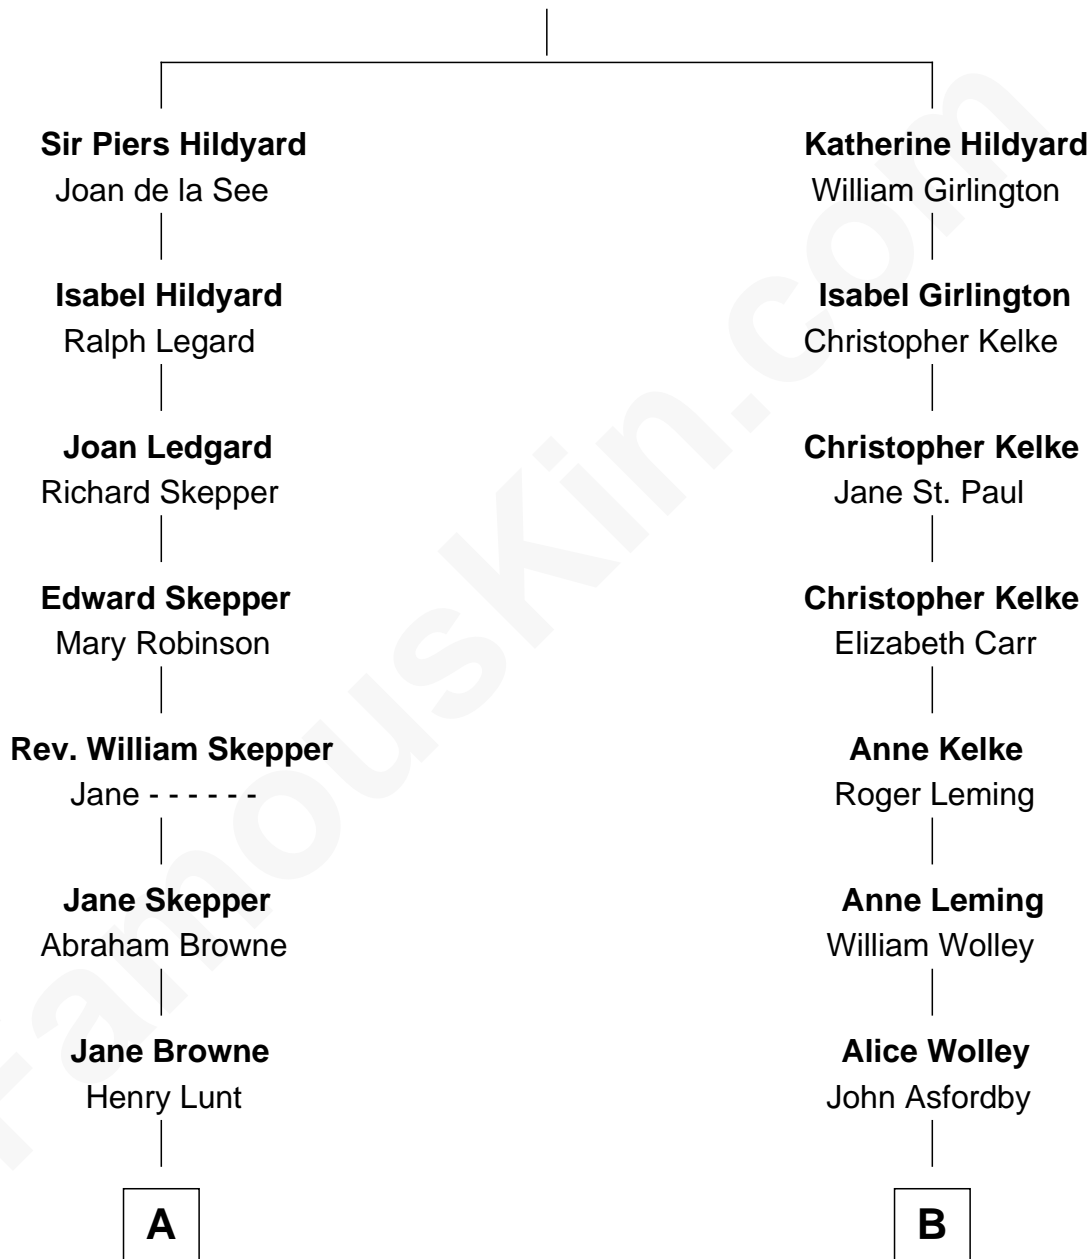 Sir Piers Hildyard
Joan de la See
Isabel Hildyard
Ralph Legard
Joan Ledgard
Richard Skepper
Edward Skepper
Mary Robinson
Rev. William Skepper
Jane - - - - - -
Jane Skepper
Abraham Browne
Jane Browne
Henry Lunt
A
Katherine Hildyard
William Girlington
Isabel Girlington
Christopher Kelke
Christopher Kelke
Jane St. Paul
Christopher Kelke
Elizabeth Carr
Anne Kelke
Roger Leming
Anne Leming
William Wolley
Alice Wolley
John Asfordby
B
FamousKin.com